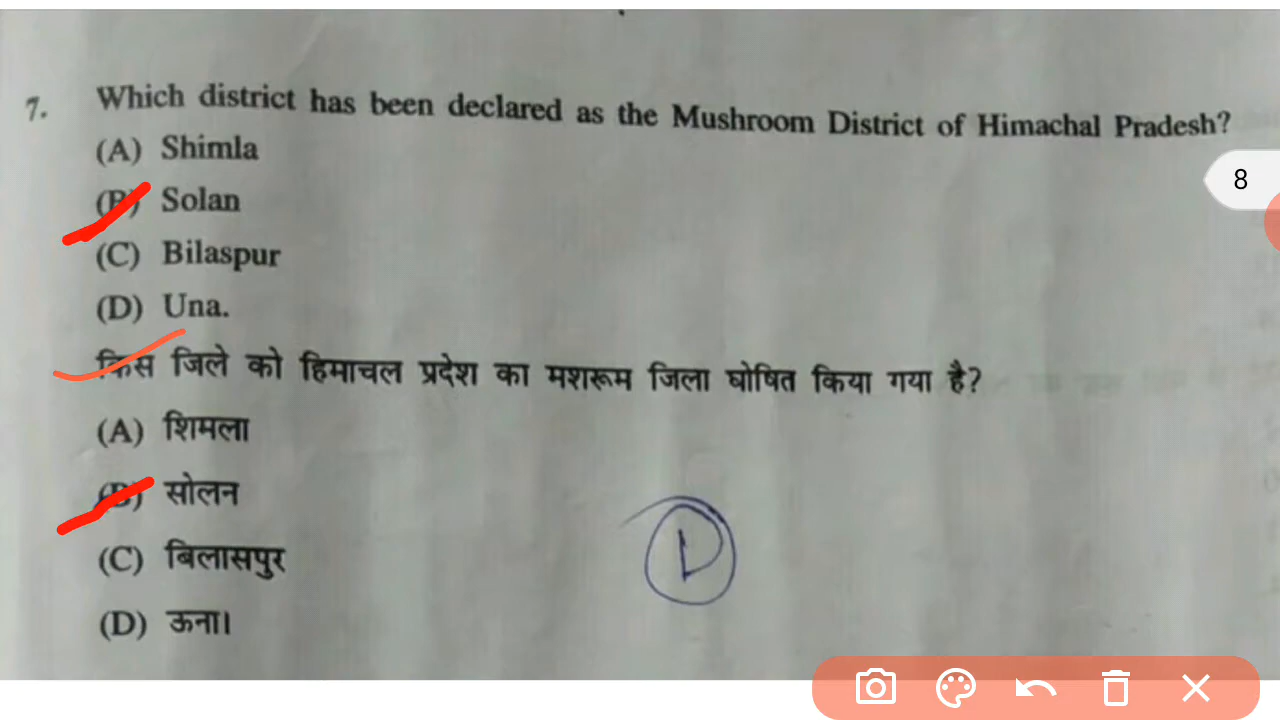 7. Which district has been declared as the Mushroom District of Himachal Pradesh?
(A) Shimla
(B) Solan
8
(C) Bilaspur
(D) Una.
किस जिले को हिमाचल प्रदेश का मशरूम जिला घोषित किया गया है?
(A) शिमला
(B) सोलन
(C) बिलासपुर
D
(D) ऊना।